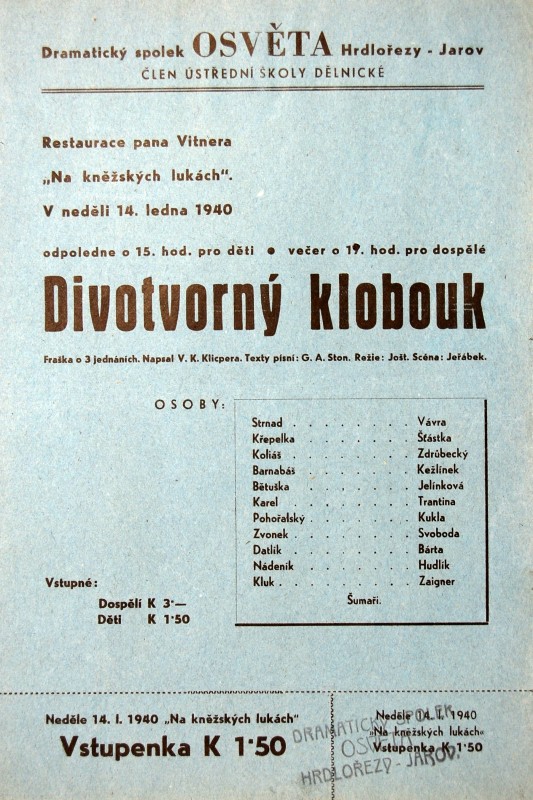 Dramatický spolek OSVĚTA Hrdlořezy - Jarov
ČLEN ÚSTŘEDNÍ ŠKOLY DĚLNICKÉ
Restaurace pana Vitnera
„Na kněžských lukách“.
V neděli 14. ledna 1940
odpoledne o 15. hod. pro děti ● večer o 19. hod. pro dospělé
Divotvorný klobouk
Fraška o 3 jednáních. Napsal V. K. Klicpera. Texty písní: G. A. Ston. Režie: Jošt. Scéna: Jeřábek.
OSOBY:
Strnad . . . . . . . Vávra
Křepelka . . . . . . . Šťástka
Koliáš . . . . . . . Zdrůbecký
Barnabáš . . . . . . . Kežlínek
Bětuška . . . . . . . Jelínková
Karel . . . . . . . Trantina
Pohořalský . . . . . . . Kukla
Zvonek . . . . . . . Svoboda
Datlík . . . . . . . Bárta
Nádeník . . . . . . . Hudlík
Kluk . . . . . . . Zaigner
Šumaři.
Vstupné:
Dospělí K 3·—
Děti K 1·50
Neděle 14. I. 1940 „Na kněžských lukách“
Vstupenka K 1·50
Neděle 14. I. 1940
„Na kněžských lukách“
Vstupenka K 1·50
DRAMATICKÝ SPOLEK
OSVĚTA
HRDLOŘEZY - JAROV.